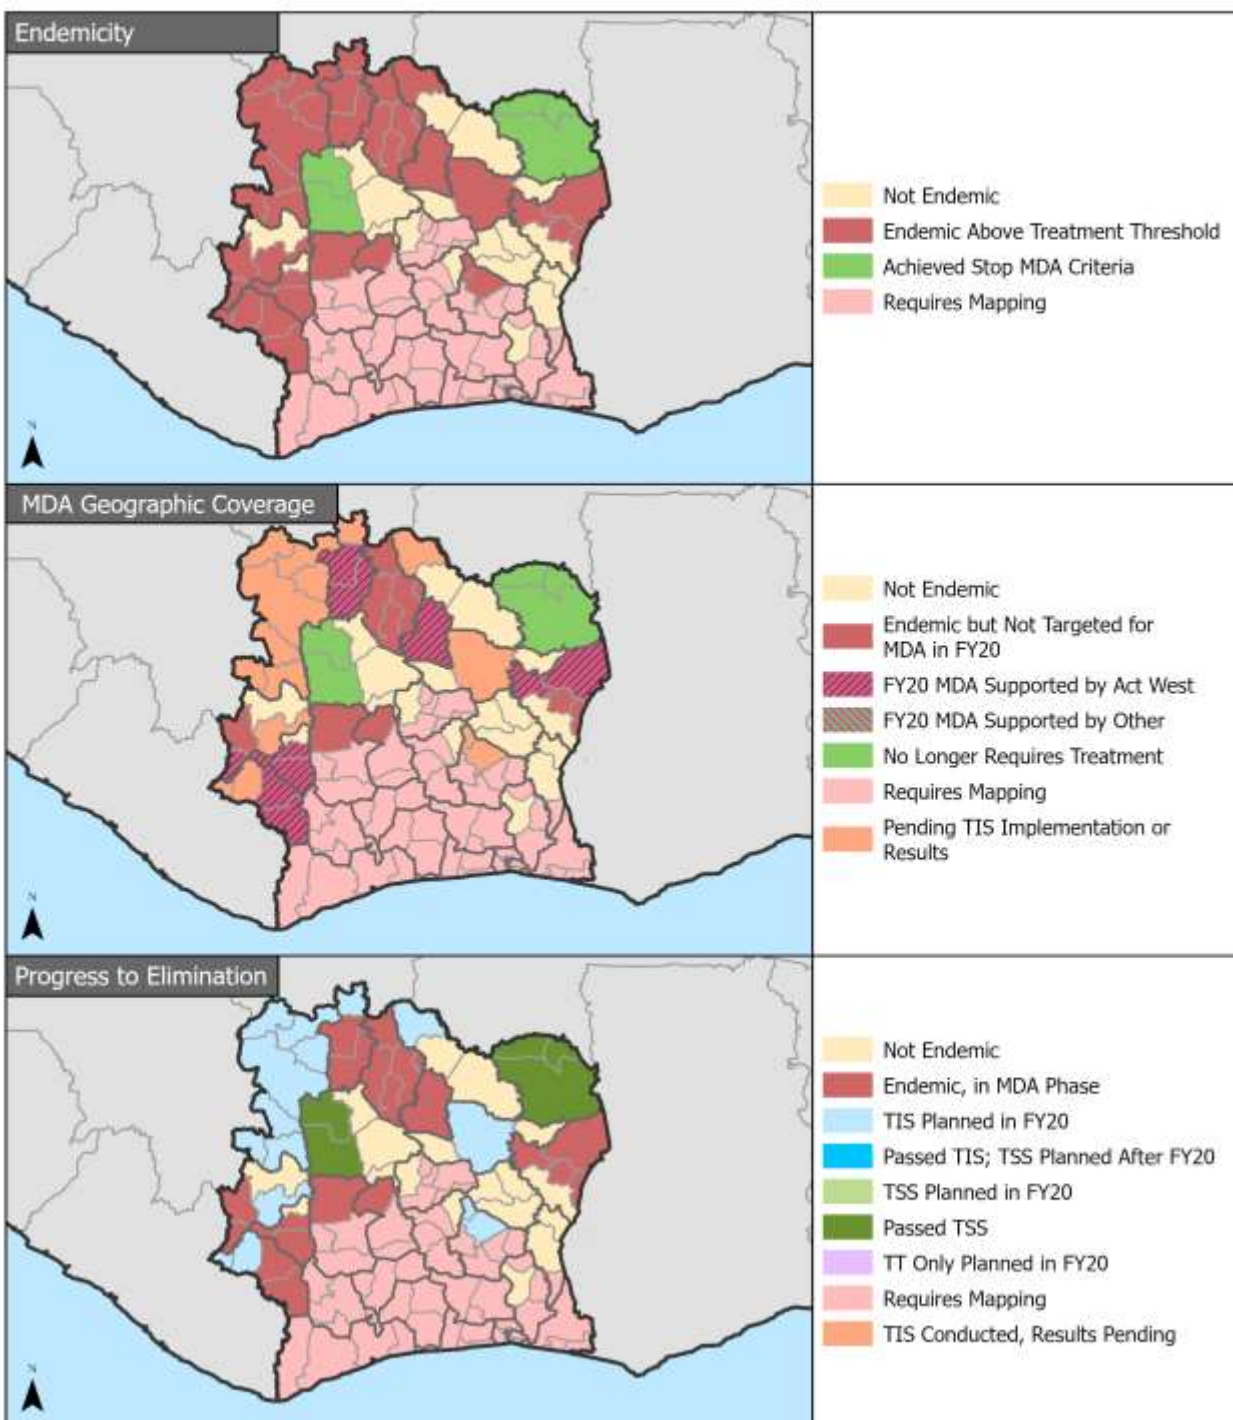 Endemicity
Not Endemic
Endemic Above Treatment Threshold
Achieved Stop MDA Criteria
Requires Mapping
N
MDA Geographic Coverage
Not Endemic
Endemic but Not Targeted for
MDA in FY20
FY20 MDA Supported by Act West
FY20 MDA Supported by Other
No Longer Requires Treatment
Requires Mapping
Pending TIS Implementation or
Results
N
Progress to Elimination
Not Endemic
Endemic, in MDA Phase
TIS Planned in FY20
Passed TIS; TSS Planned After FY20
TSS Planned in FY20
Passed TSS
TT Only Planned in FY20
Requires Mapping
TIS Conducted, Results Pending
N